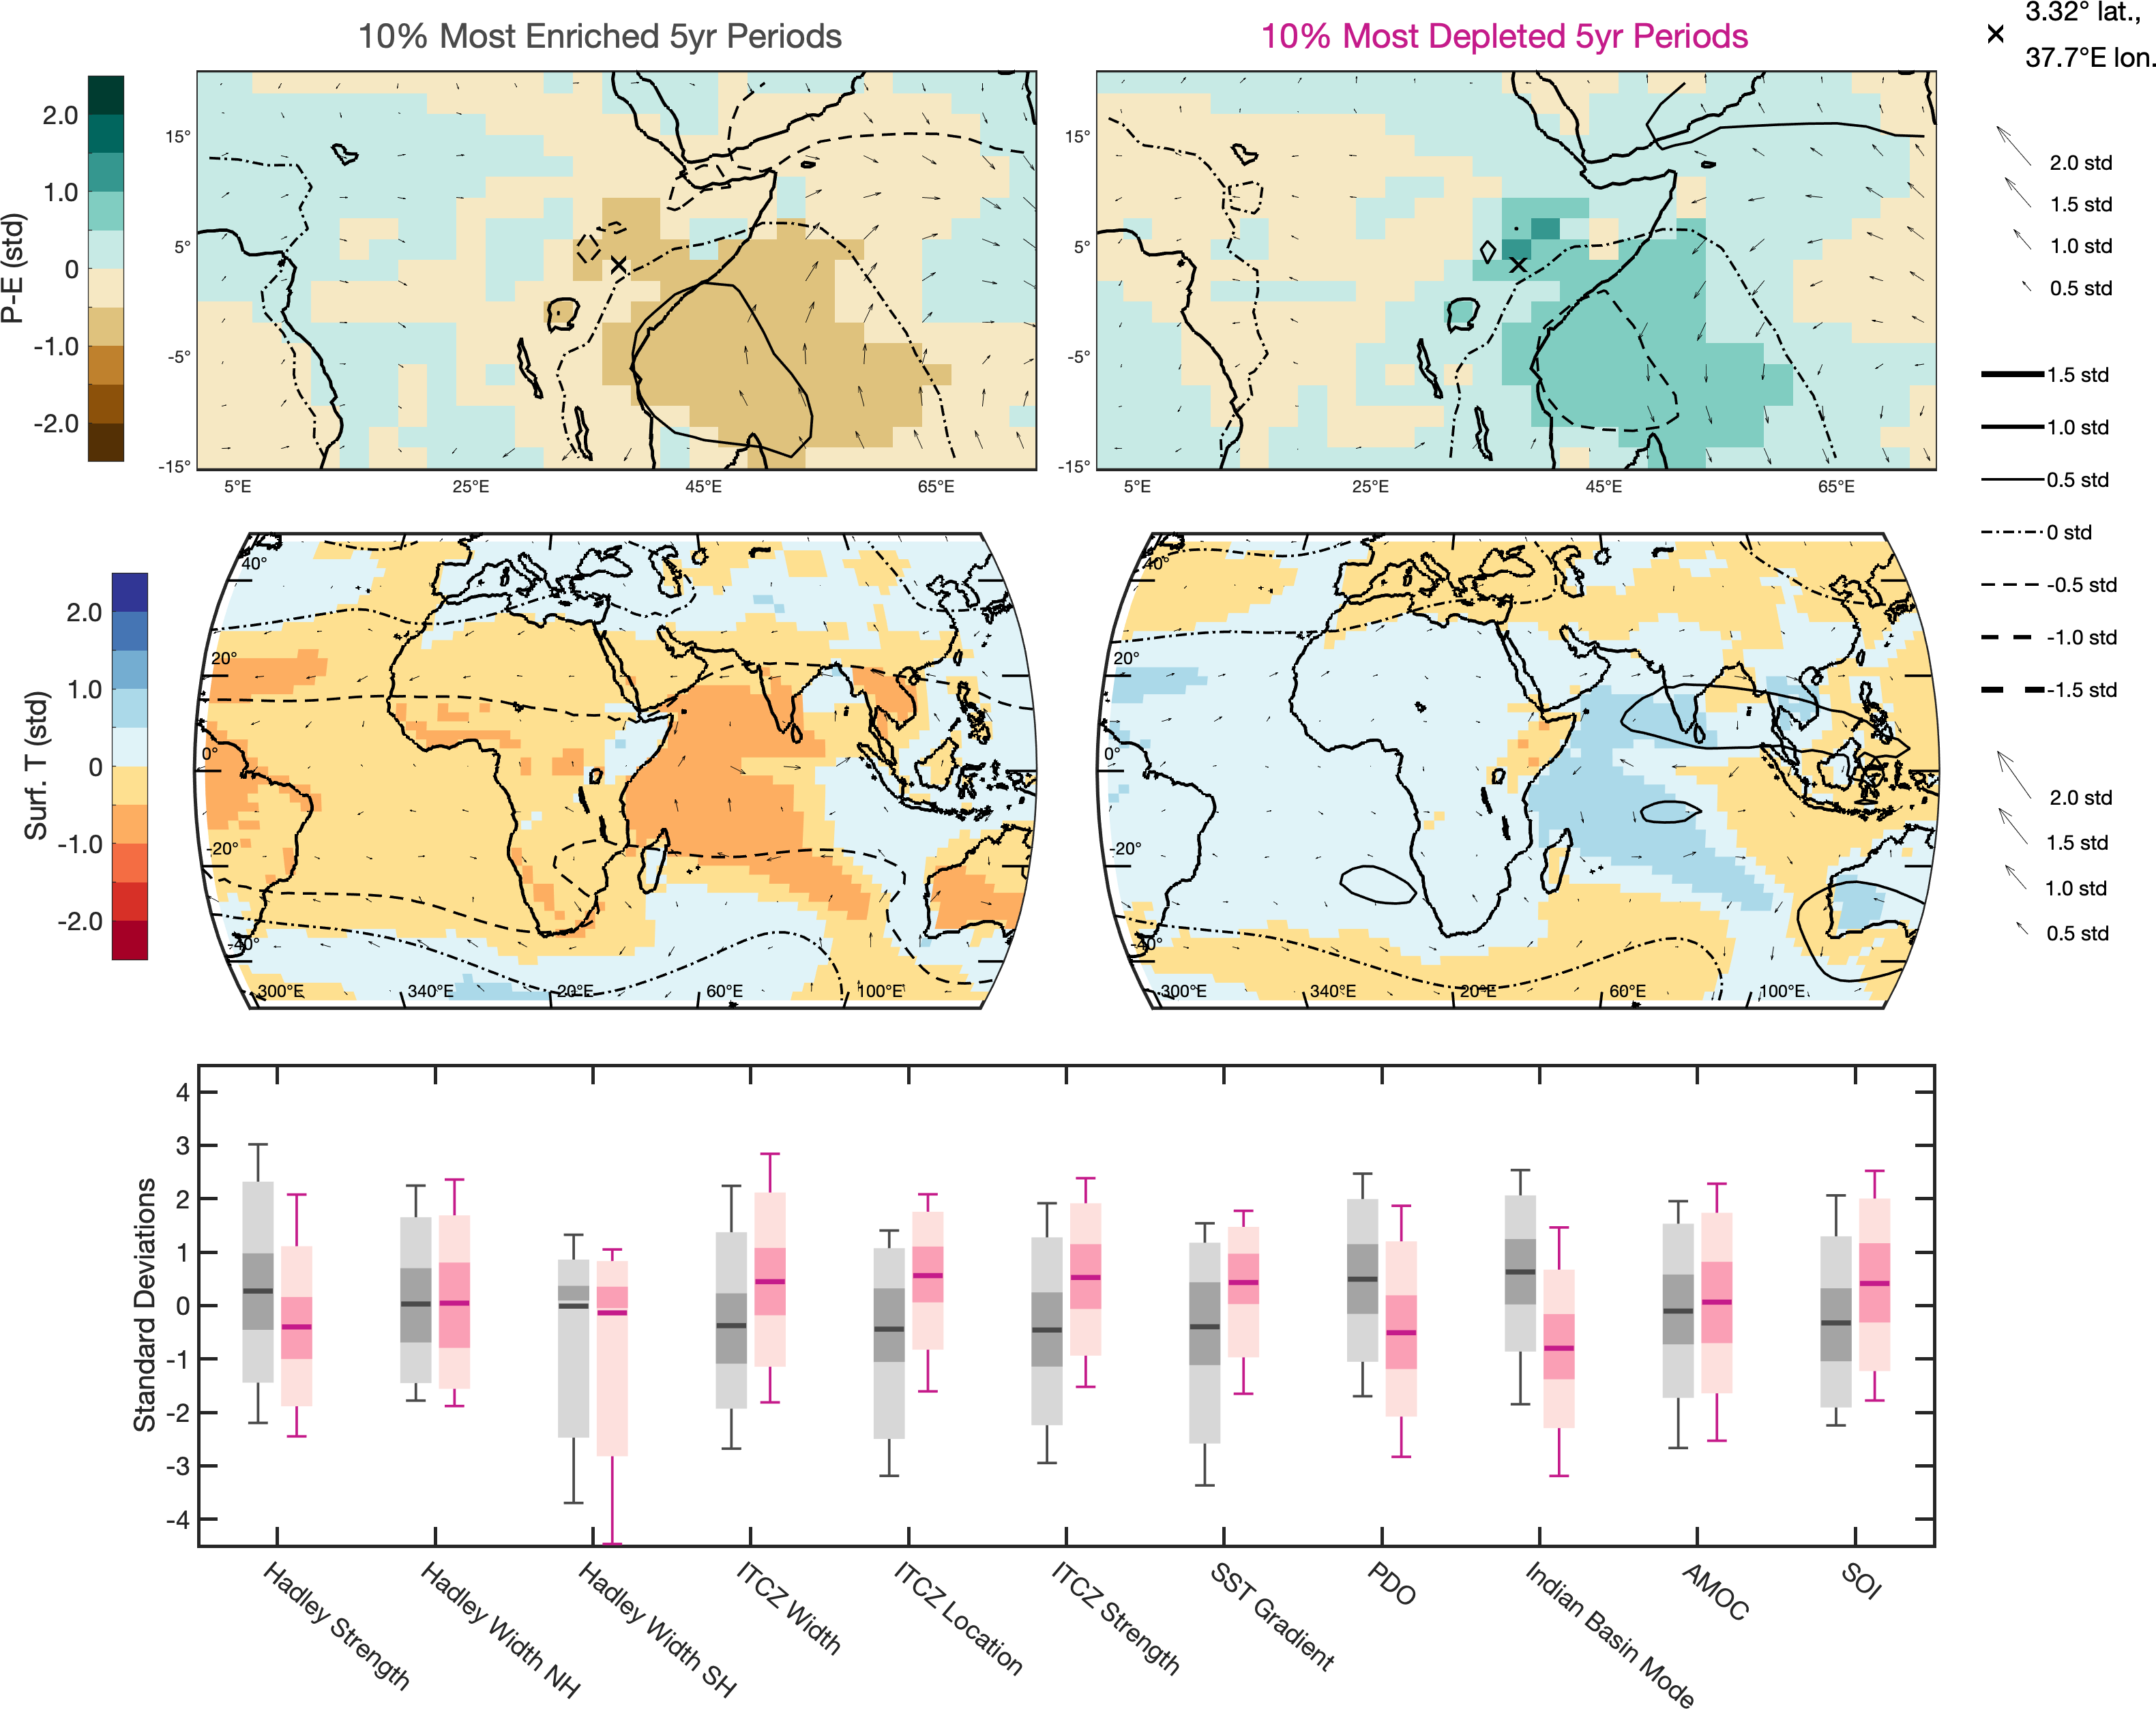 10% Most Enriched 5yr Periods
10% Most Depleted 5yr Periods
3.32° lat.,
37.7°E lon.
P-E (std)
2.0
1.0
0
-1.0
-2.0
15°
5°
-5°
-15°
5°E
25°E
45°E
65°E
15°
5°
-5°
-15°
5°E
25°E
45°E
65°E
2.0 std
1.5 std
1.0 std
0.5 std
1.5 std
1.0 std
0.5 std
0 std
-0.5 std
-1.0 std
-1.5 std
Surf. T (std)
2.0
1.0
0
-1.0
-2.0
40°
20°
0°
-20°
-40°
300°E
340°E
20°E
60°E
100°E
40°
20°
0°
-20°
-40°
300°E
340°E
20°E
60°E
100°E
2.0 std
1.5 std
1.0 std
0.5 std
Standard Deviations
4
3
2
1
0
-1
-2
-3
-4
Hadley Strength
Hadley Width NH
Hadley Width SH
ITCZ Width
ITCZ Location
ITCZ Strength
SST Gradient
PDO
Indian Basin Mode
AMOC
SOI